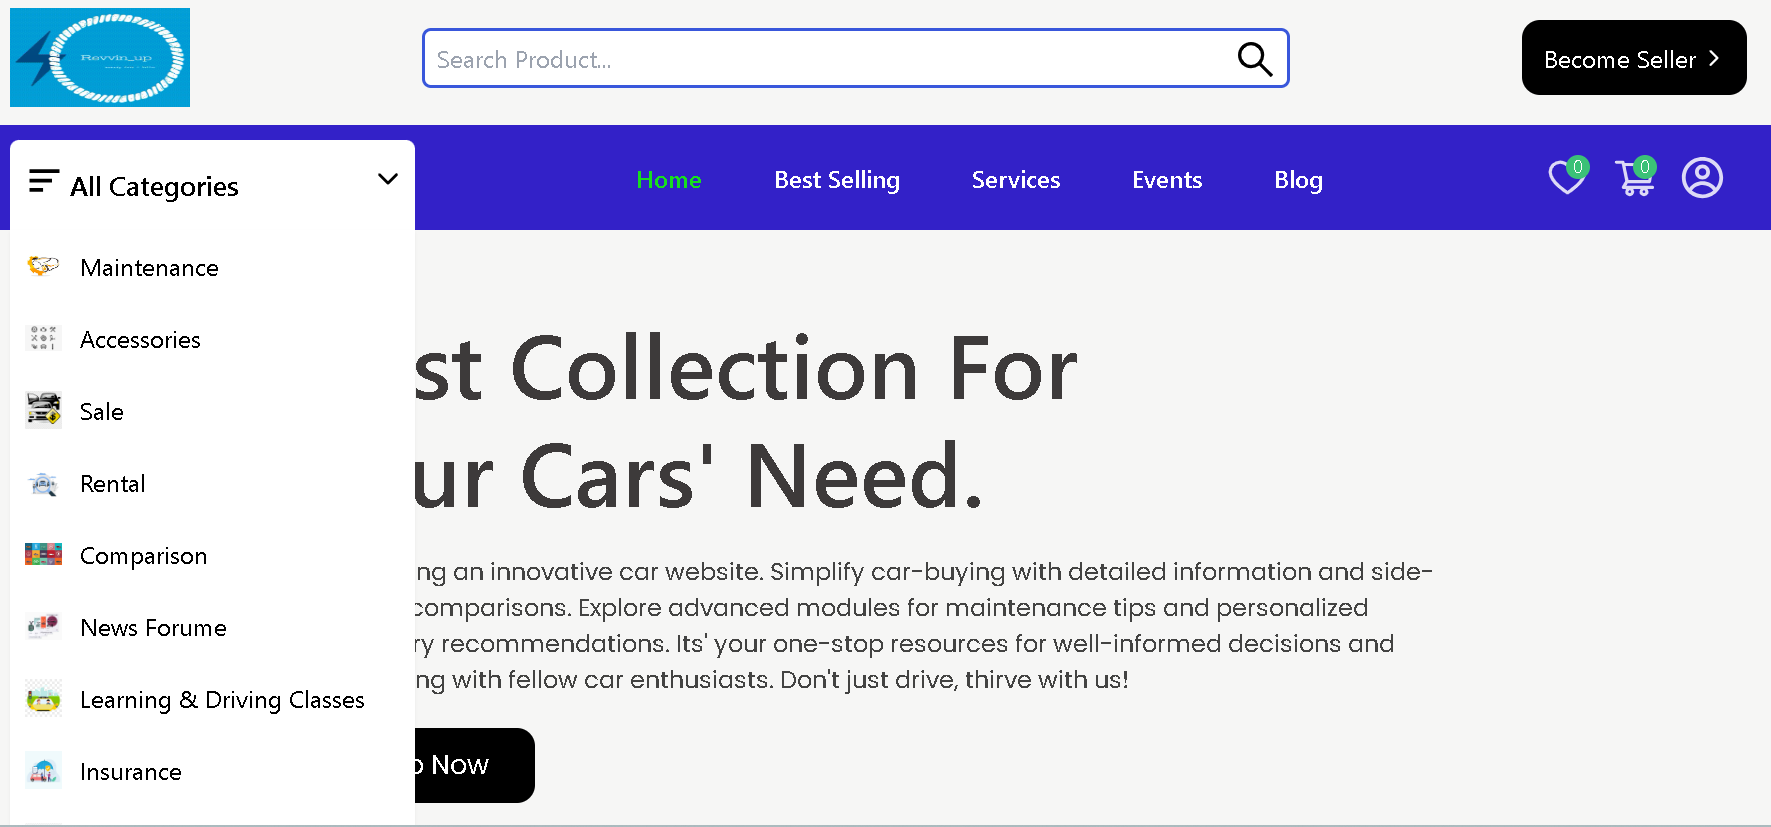 Revvin_up
Search Product...
Become Seller
All Categories
Home
Best Selling
Services
Events
Blog
0
0
Maintenance
Accessories
Sale
Rental
Comparison
News Forume
Learning & Driving Classes
Insurance
st Collection For
ur Cars' Need.
ng an innovative car website. Simplify car-buying with detailed information and side-
comparisons. Explore advanced modules for maintenance tips and personalized
ry recommendations. Its' your one-stop resources for well-informed decisions and
ng with fellow car enthusiasts. Don't just drive, thirve with us!
p Now